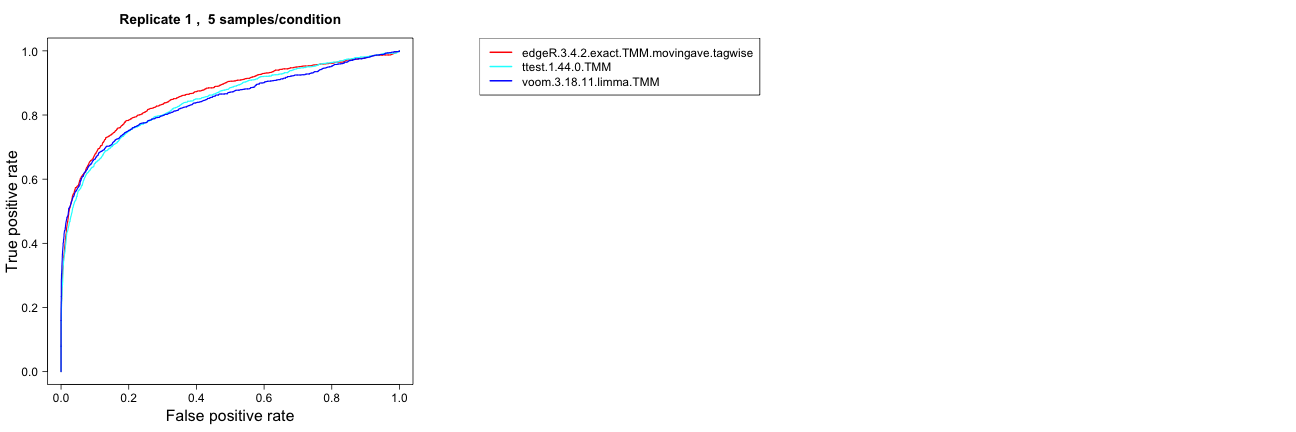 Replicate 1 , 5 samples/condition
edgeR.3.4.2.exact.TMM.movingave.tagwise
ttest.1.44.0.TMM
voom.3.18.11.limma.TMM
True positive rate
1.0
0.8
0.6
0.4
0.2
0.0
0.0 0.2 0.4 0.6 0.8 1.0
False positive rate